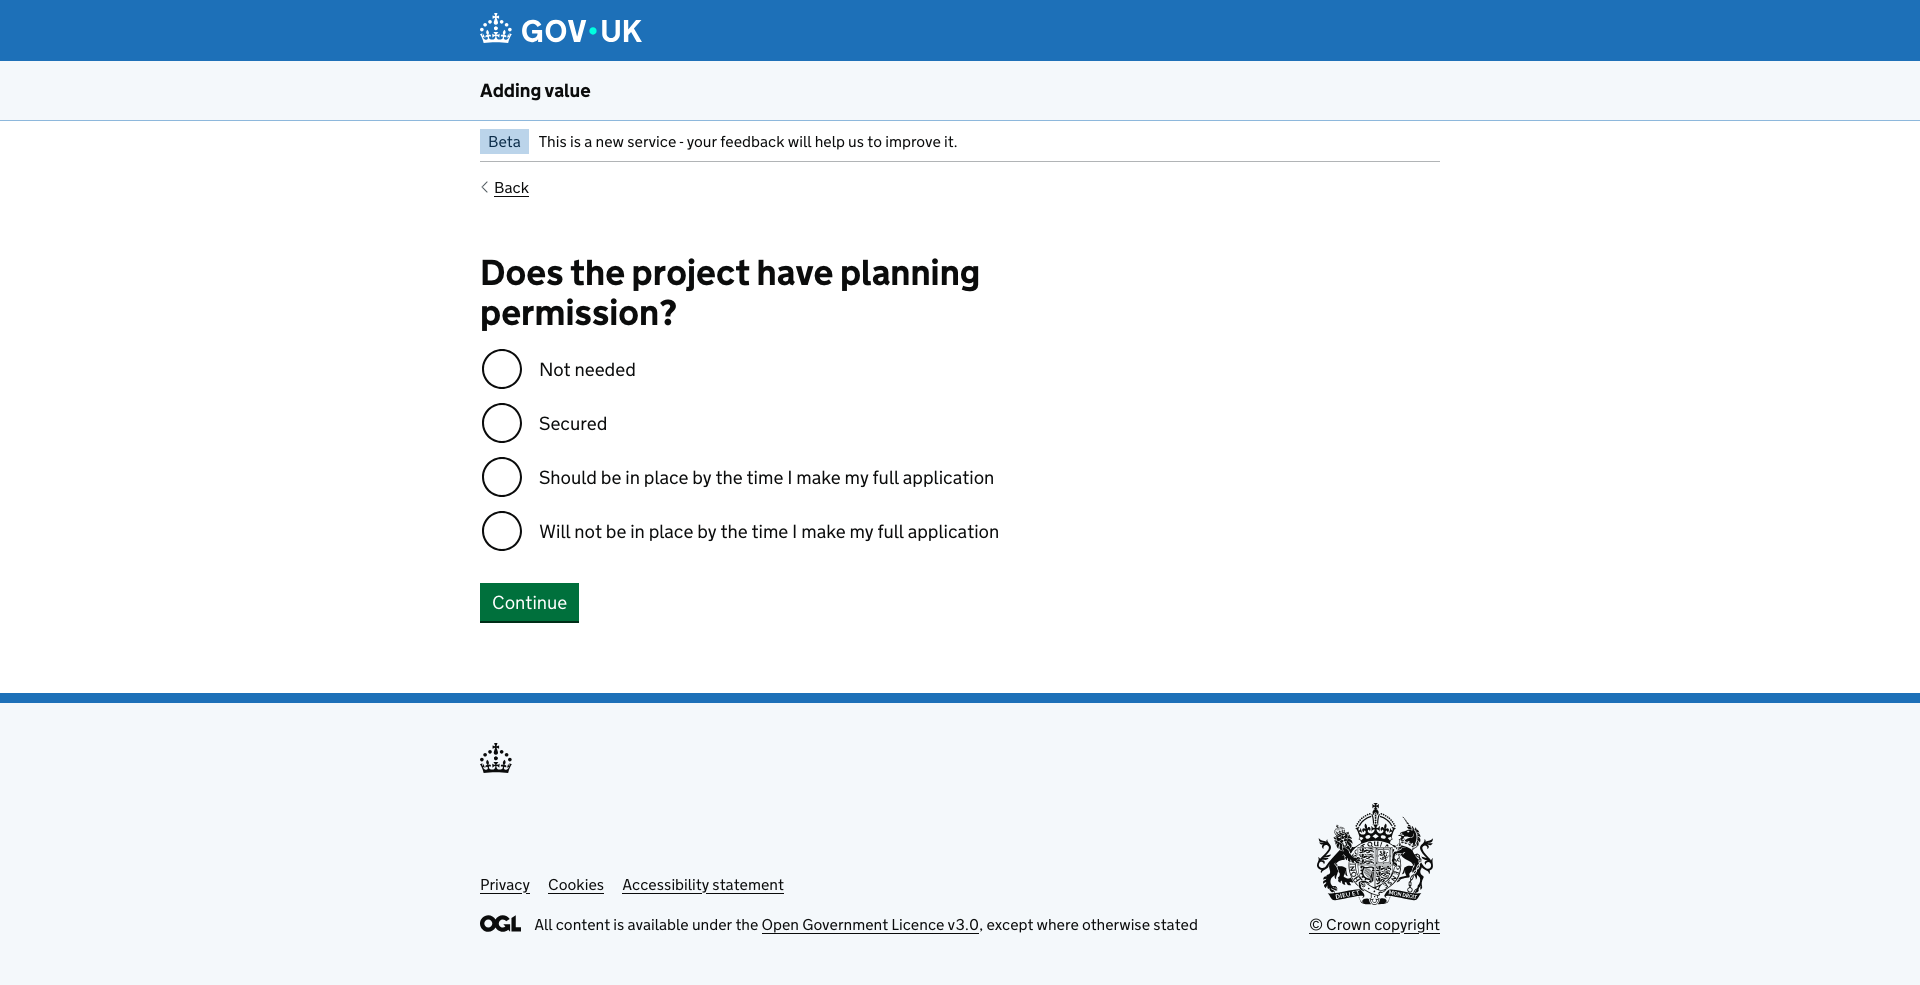 GOV•UK
Adding value
Beta This is a new service - your feedback will help us to improve it.
Back
Does the project have planning
permission?
Not needed
Secured
Should be in place by the time I make my full application
Will not be in place by the time I make my full application
Continue
Privacy Cookies Accessibility statement
OGL All content is available under the Open Government Licence v3.0, except where otherwise stated
© Crown copyright